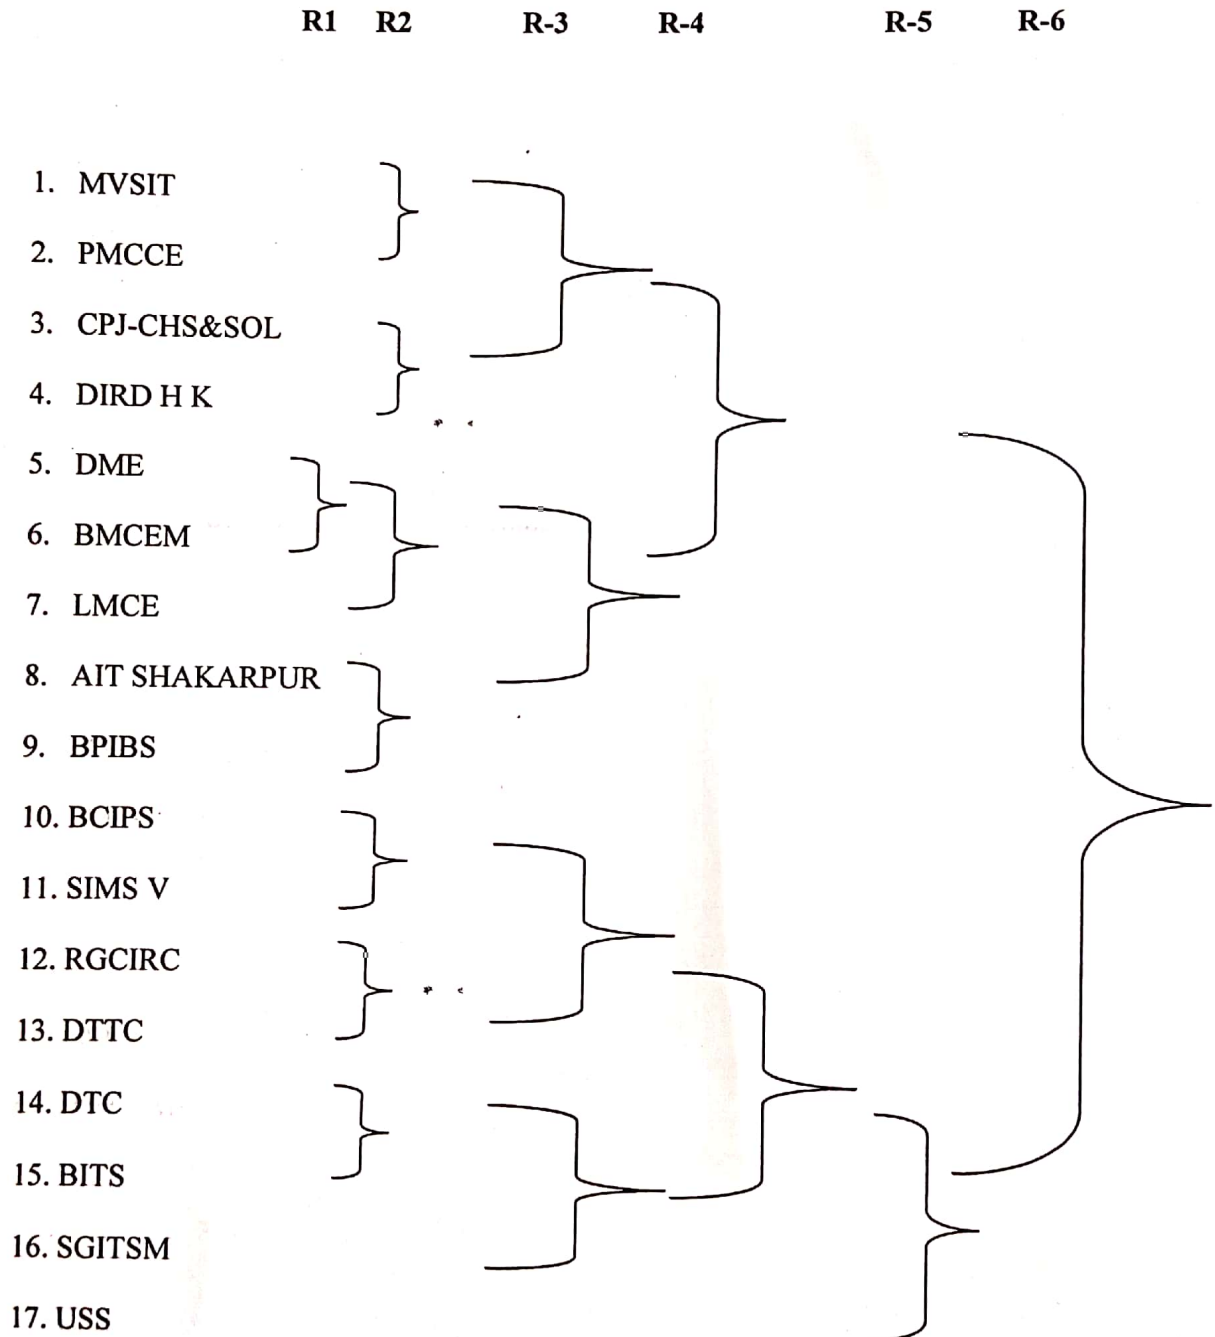 R1 R2 R-3 R-4 R-5 R-6
1. MVSIT
2. PMCCE
3. CPJ-CHS&SOL
4. DIRD H K
5. DME
6. BMCEM
7. LMCE
8. AIT SHAKARPUR
9. BPIBS
10. BCIPS
11. SIMS V
12. RGCIRC
13. DTTC
14. DTC
15. BITS
16. SGITSM
17. USS